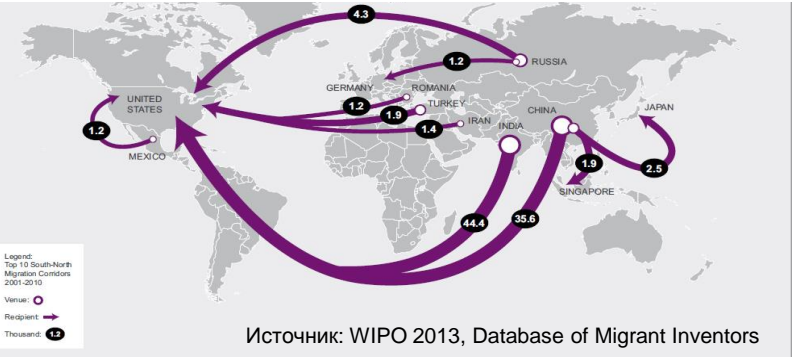 4.3
RUSSIA
1.2
GERMANY
ROMANIA
1.2
TURKEY
1.9
IRAN
1.4
UNITED
STATES
1.2
MEXICO
INDIA
CHINA
JAPAN
1.9
2.5
SINGAPORE
44.4
35.6
Legend:
Top 10 South-North
Migration Corridors
2001-2010
Venue:
Recipient:
Thousand: 1.2
Источник: WIPO 2013, Database of Migrant Inventors